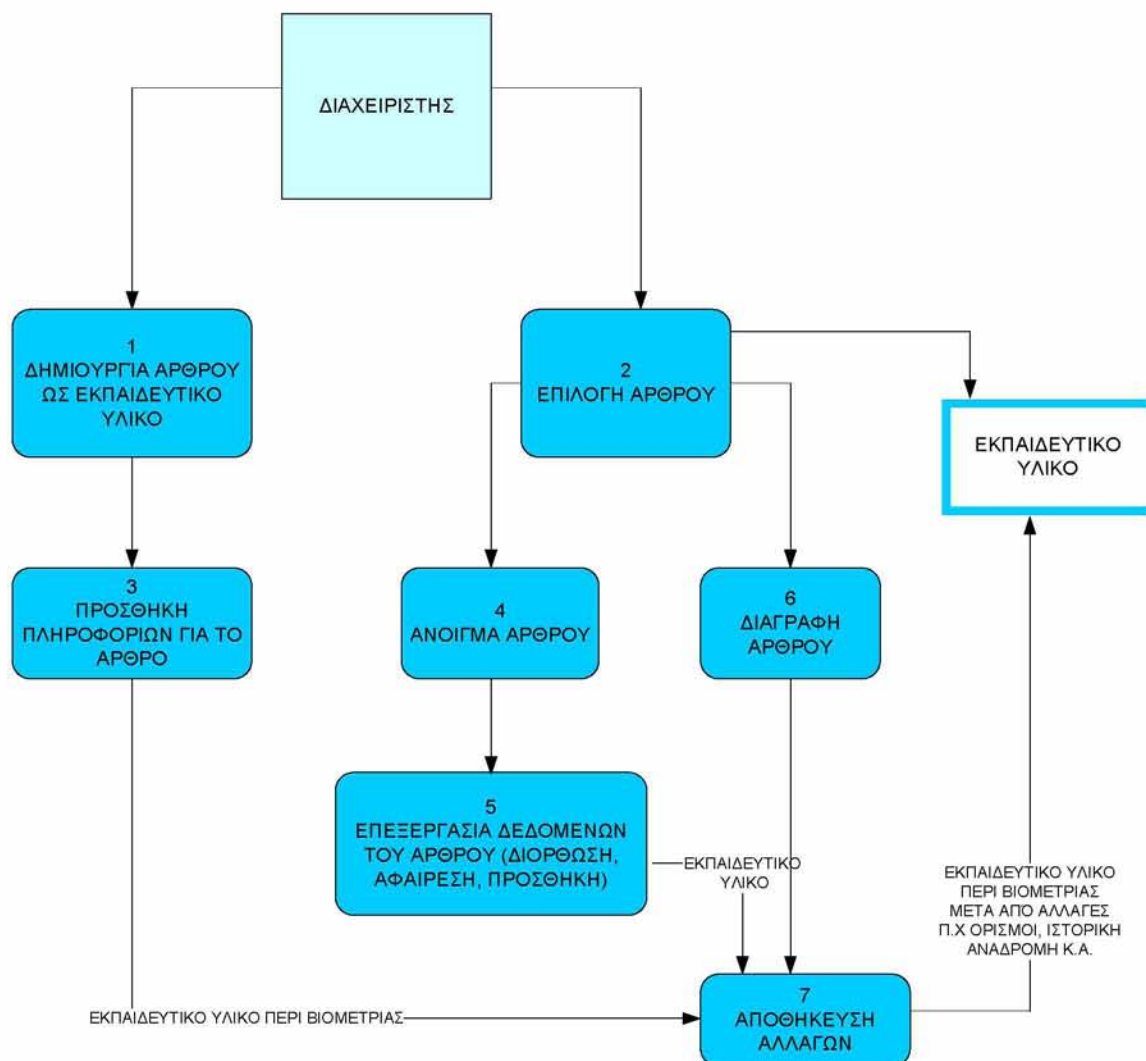 ΔΙΑΧΕΙΡΙΣΤΗΣ
1
ΔΗΜΙΟΥΡΓΙΑ ΑΡΘΡΟΥ
ΩΣ ΕΚΠΑΙΔΕΥΤΙΚΟ
ΥΛΙΚΟ
2
ΕΠΙΛΟΓΗ ΑΡΘΡΟΥ
ΕΚΠΑΙΔΕΥΤΙΚΟ
ΥΛΙΚΟ
3
ΠΡΟΣΘΗΚΗ
ΠΛΗΡΟΦΟΡΙΩΝ ΓΙΑ ΤΟ
ΑΡΘΡΟ
4
ΑΝΟΙΓΜΑ ΑΡΘΡΟΥ
6
ΔΙΑΓΡΑΦΗ
ΑΡΘΡΟΥ
5
ΕΠΕΞΕΡΓΑΣΙΑ ΔΕΔΟΜΕΝΩΝ
ΤΟΥ ΑΡΘΡΟΥ (ΔΙΟΡΘΩΣΗ,
ΑΦΑΙΡΕΣΗ, ΠΡΟΣΘΗΚΗ)
ΕΚΠΑΙΔΕΥΤΙΚΟ
ΥΛΙΚΟ
ΕΚΠΑΙΔΕΥΤΙΚΟ ΥΛΙΚΟ
ΠΕΡΙ ΒΙΟΜΕΤΡΙΑΣ
ΜΕΤΑ ΑΠΌ ΑΛΛΑΓΕΣ
Π.Χ ΟΡΙΣΜΟΙ, ΙΣΤΟΡΙΚΗ
ΑΝΑΔΡΟΜΗ Κ.Α.
ΕΚΠΑΙΔΕΥΤΙΚΟ ΥΛΙΚΟ ΠΕΡΙ ΒΙΟΜΕΤΡΙΑΣ
7
ΑΠΟΘΗΚΕΥΣΗ
ΑΛΛΑΓΩΝ